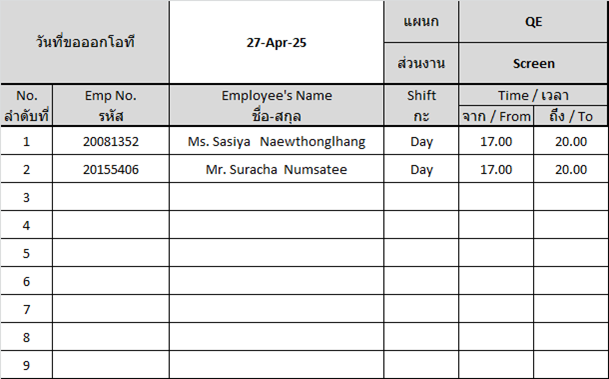 วันที่ขอออกโอที 27-Apr-25 แผนก QE
ส่วนงาน Screen
No. Emp No. Employee's Name Shift Time / เวลา
ลำดับที่ รหัส ชื่อ-สกุล กะ จาก / From ถึง / To
1 20081352 Ms. Sasiya Naewthonglhang Day 17.00 20.00
2 20155406 Mr. Suracha Numsatee Day 17.00 20.00
3
4
5
6
7
8
9